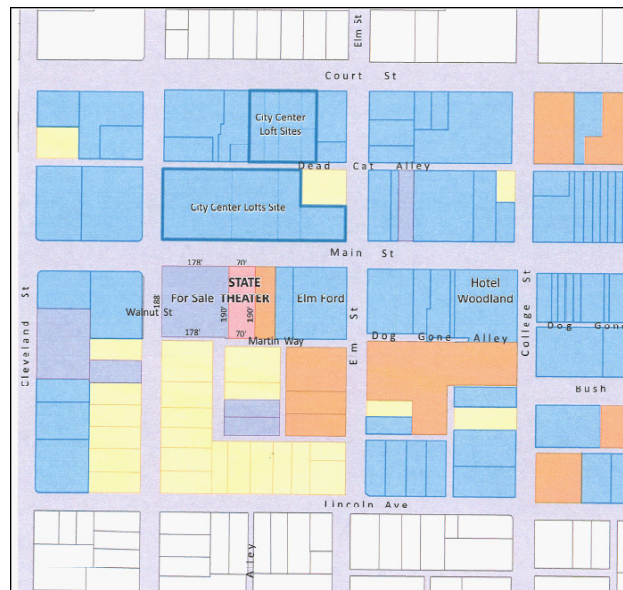 Elm St
Court St
City Center
Loft Sites
Dead Cat Alley
City Center Lofts Site
Main St
178' 70'
STATE
For Sale THEATER Elm Ford
Hotel
Woodland
188'
190' 190'
Walnut St
178' 70'
Martin Way
Dog Gone Alley
Dog Gone
Cleveland St
Elm St
College St
Bush
Lincoln Ave
Alley